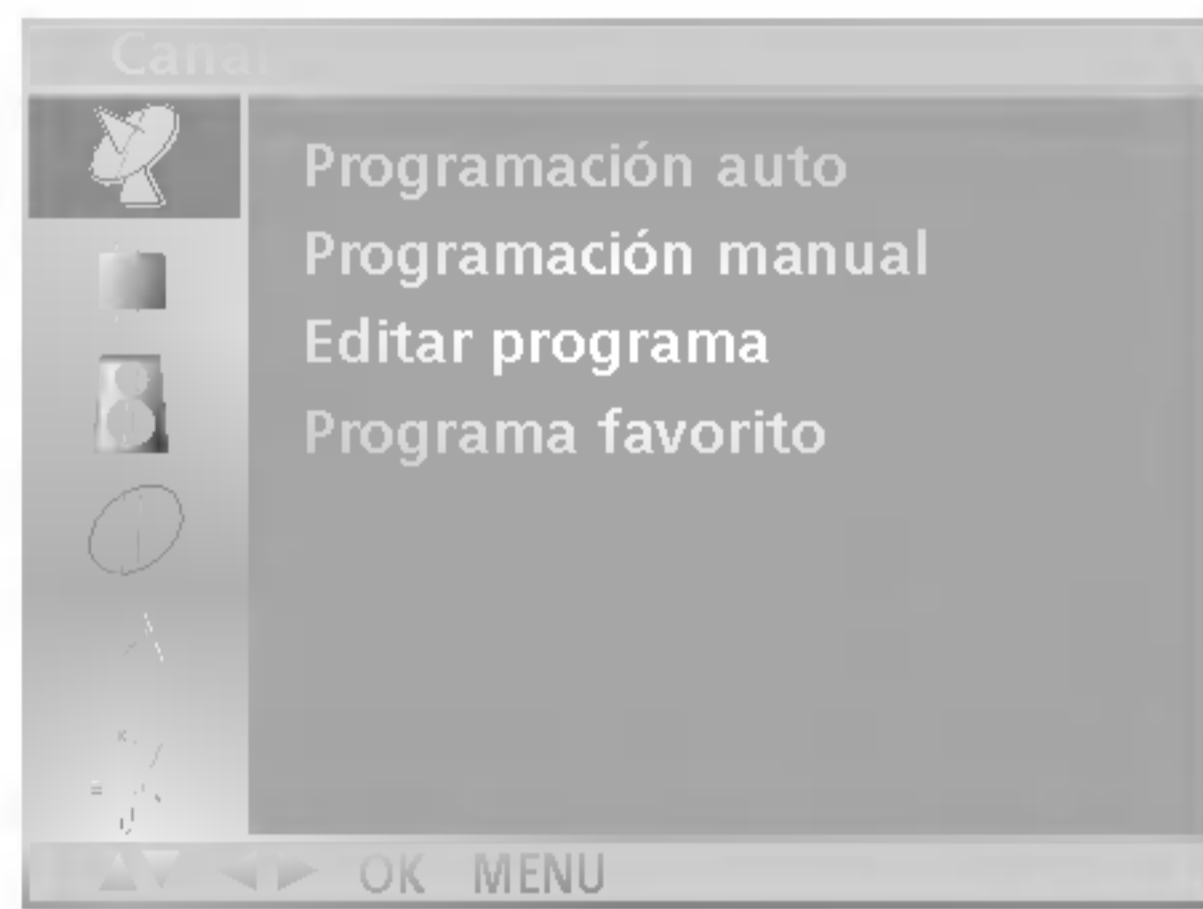 Canal
Programación auto
Programación manual
Editar programa
Programa favorito
OK MENU